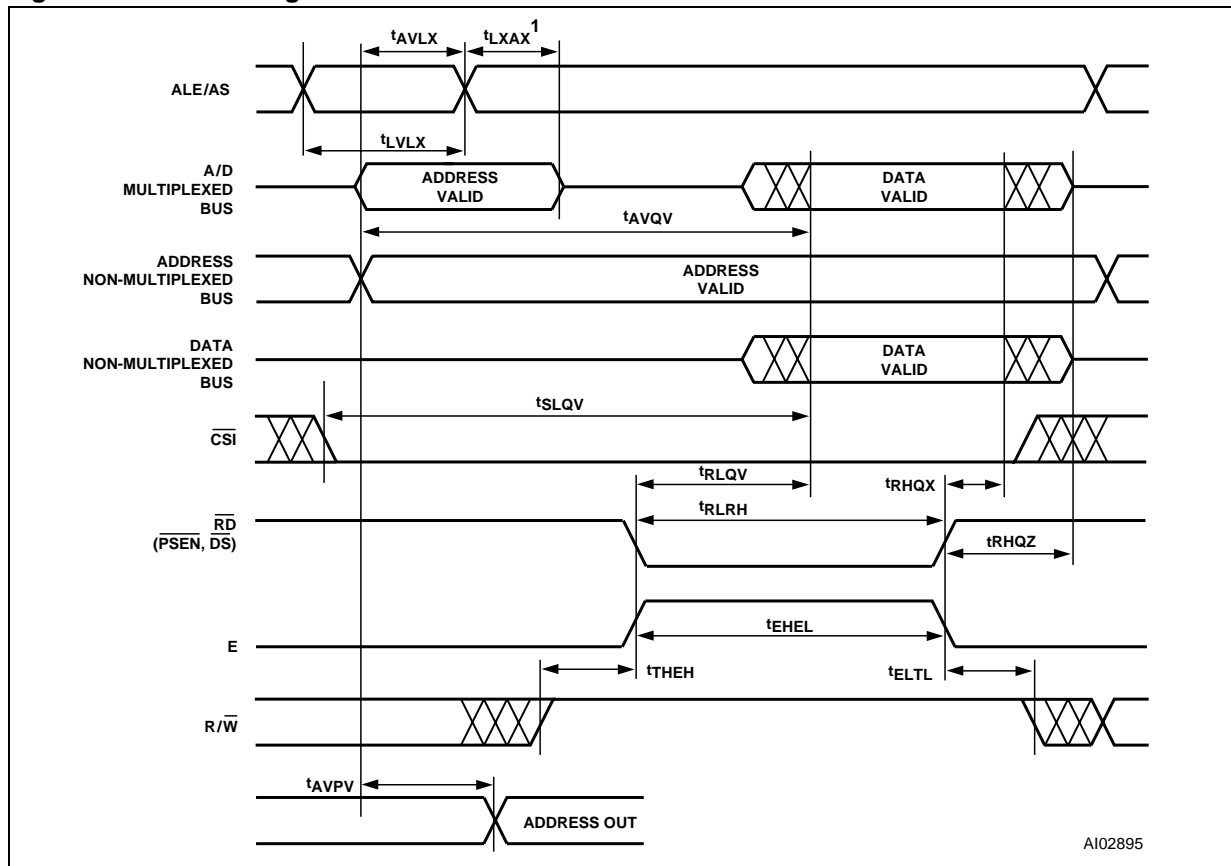 tAVLX
tLXAX 1
ALE/AS
tLVLX
A/D
MULTIPLEXED
BUS
ADDRESS
VALID
DATA
VALID
tAVQV
ADDRESS
NON-MULTIPLEXED
BUS
ADDRESS
VALID
DATA
NON-MULTIPLEXED
BUS
DATA
VALID
tSLQV
CSI
tRLQV
tRHQX
tRLRH
RD
(PSEN, DS)
tRHQZ
tEHEL
E
tTHEH
tELTL
R/W
tAVPV
ADDRESS OUT
AI02895